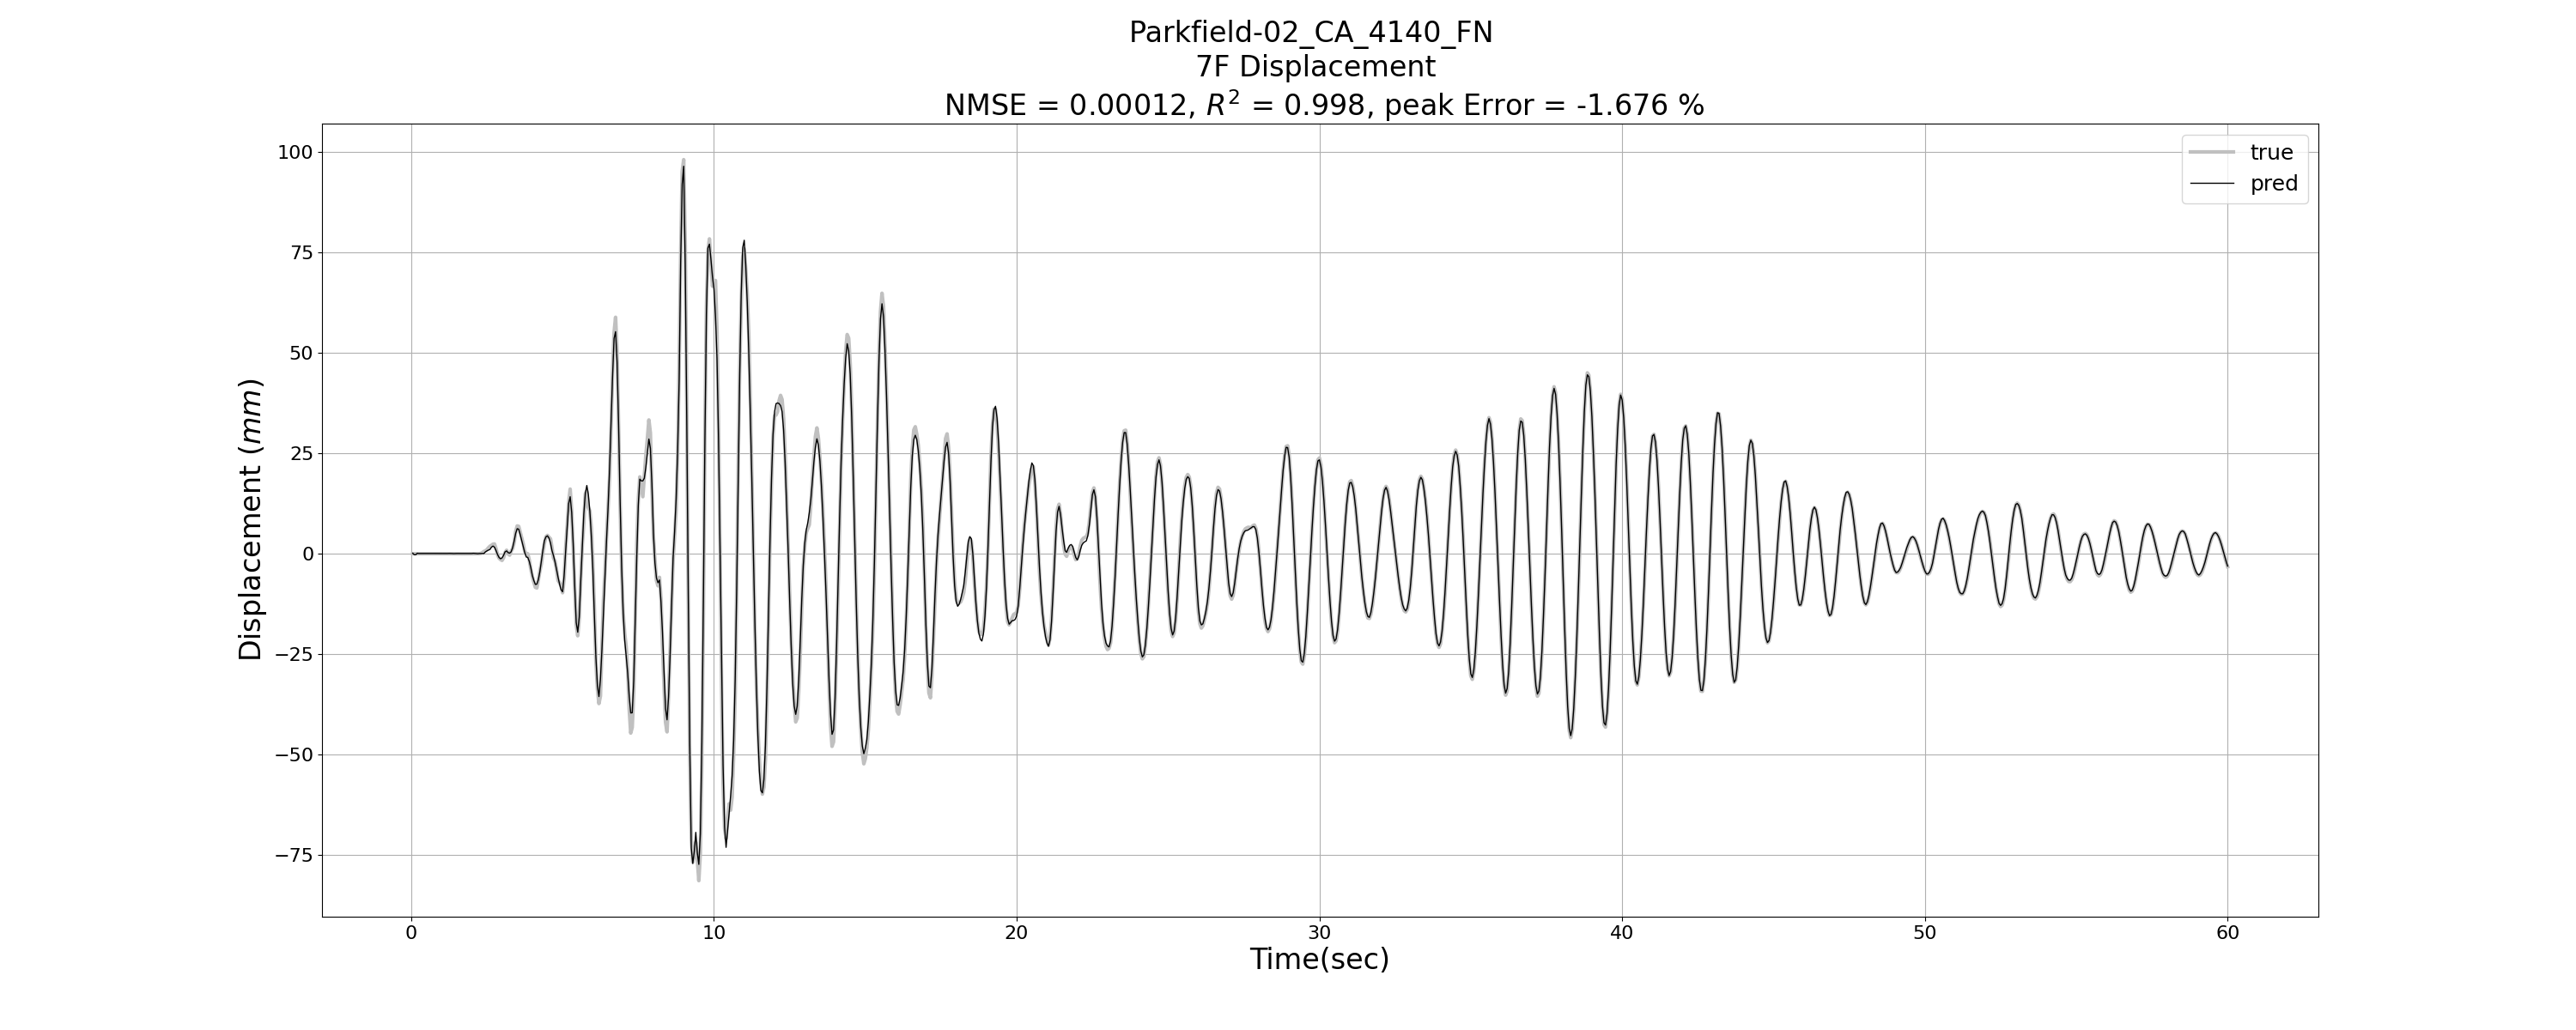 Parkfield-02_CA_4140_FN
7F Displacement
NMSE = 0.00012, R² = 0.998, peak Error = -1.676 %
true
pred
100
75
50
25
0
−25
−50
−75
Displacement (mm)
0 10 20 30 40 50 60
Time(sec)